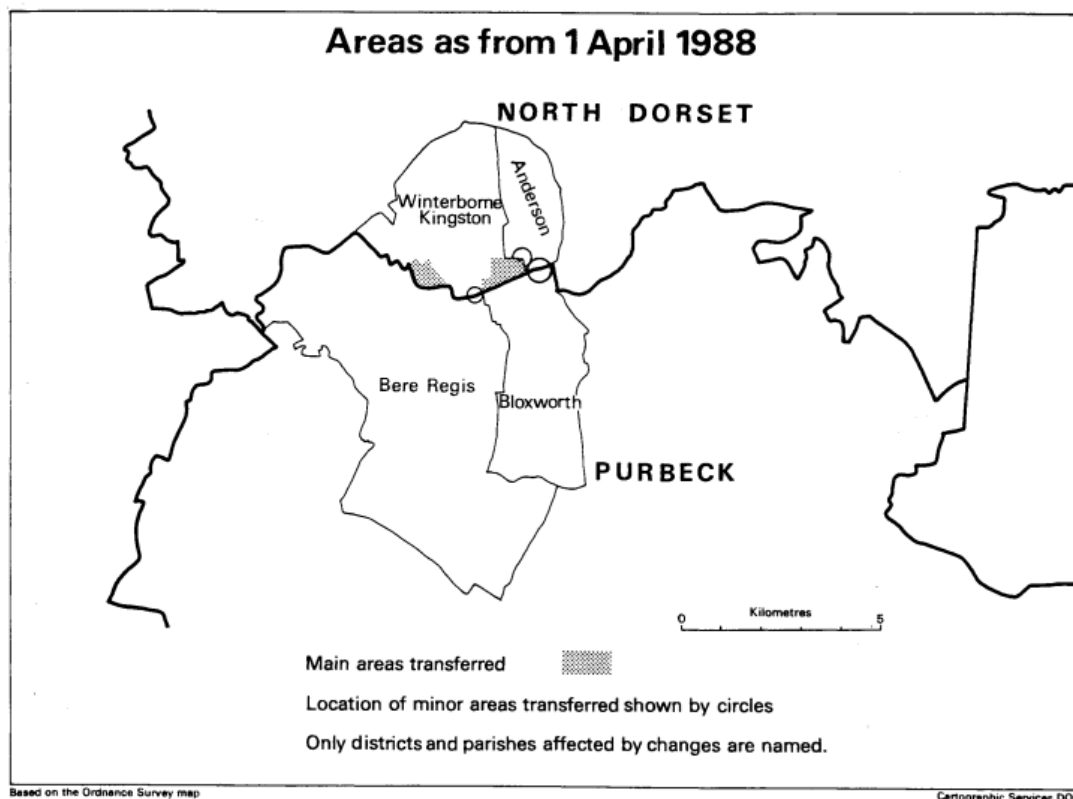 Areas as from 1 April 1988
NORTH DORSET
Anderson
Winterborne
Kingston
Bere Regis
Bloxworth
PURBECK
Kilometres
0 5
Main areas transferred
Location of minor areas transferred shown by circles
Only districts and parishes affected by changes are named.
Based on the Ordnance Survey map
Cartographic Services DO